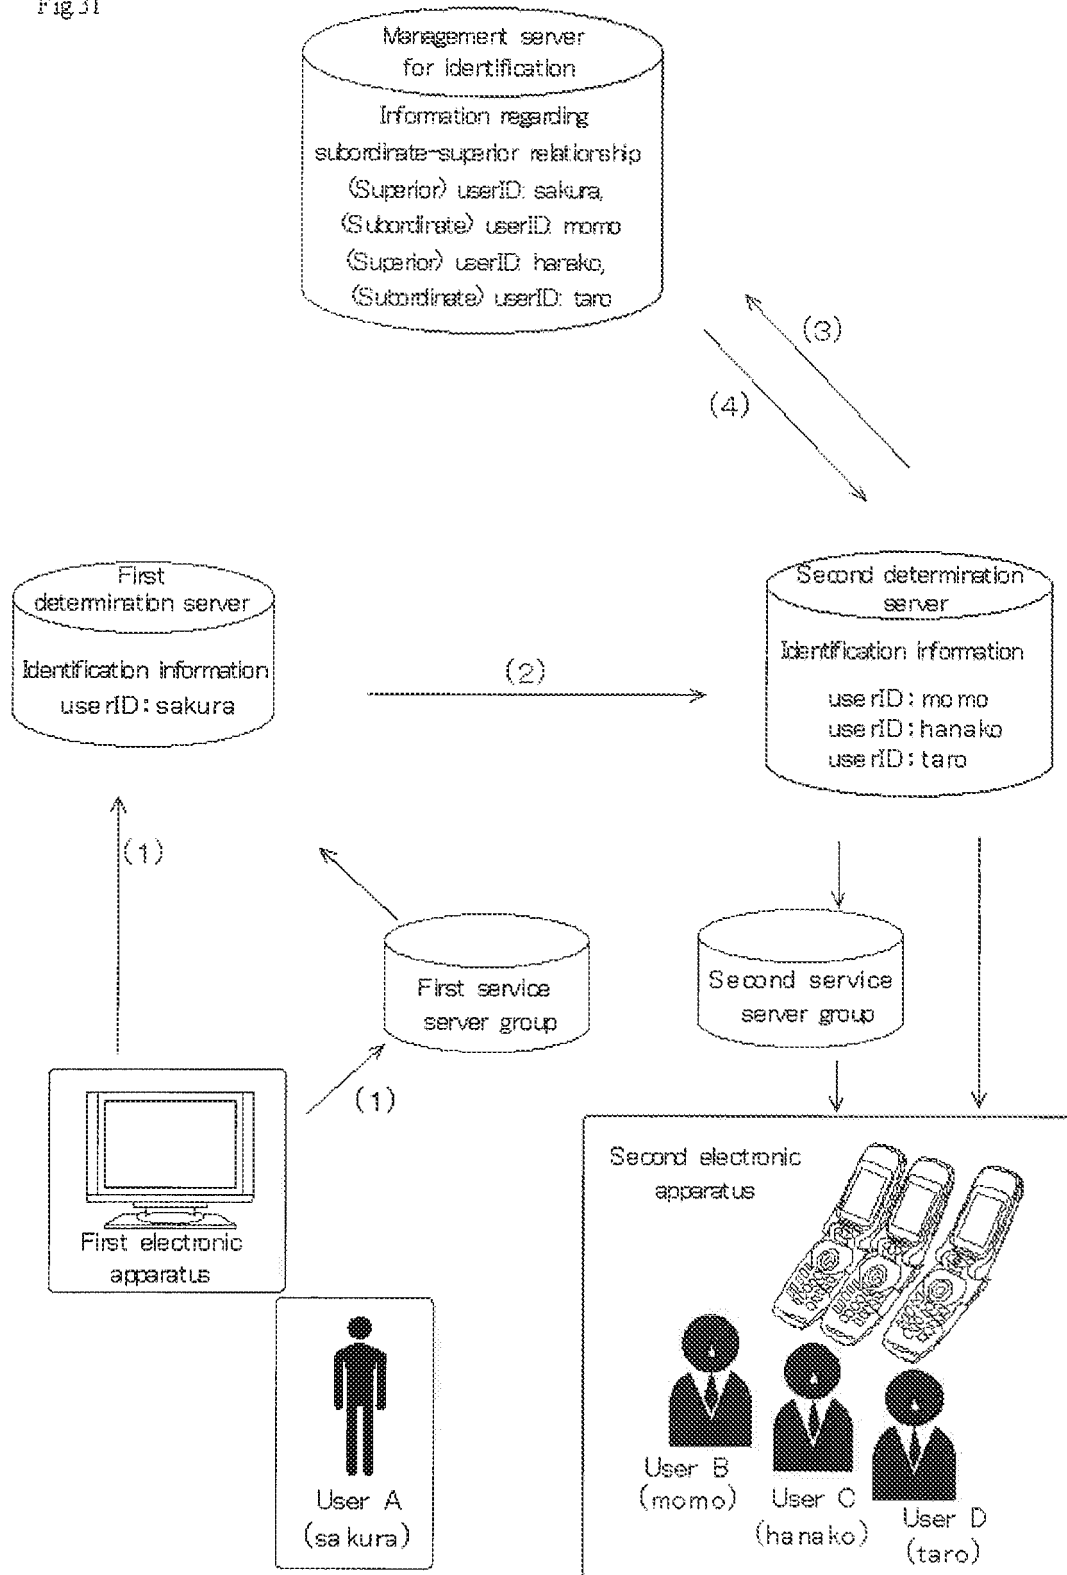 Fig 31
Management server
for identification
Information regarding
subordinate-superior relationship
(Superior) userID: sakura,
(Subordinate) userID: momo
(Superior) userID: hanako,
(Subordinate) userID: taro
(3)
(4)
First
determination server
Identification information
userID:sakura
(2)
Second determination
server
Identification information
userID:momo
userID:hanako
userID:taro
(1)
First service
server group
Second service
server group
(1)
First electronic
apparatus
Second electronic
apparatus
User A
(sakura)
User B
(momo)
User C
(hanako)
User D
(taro)